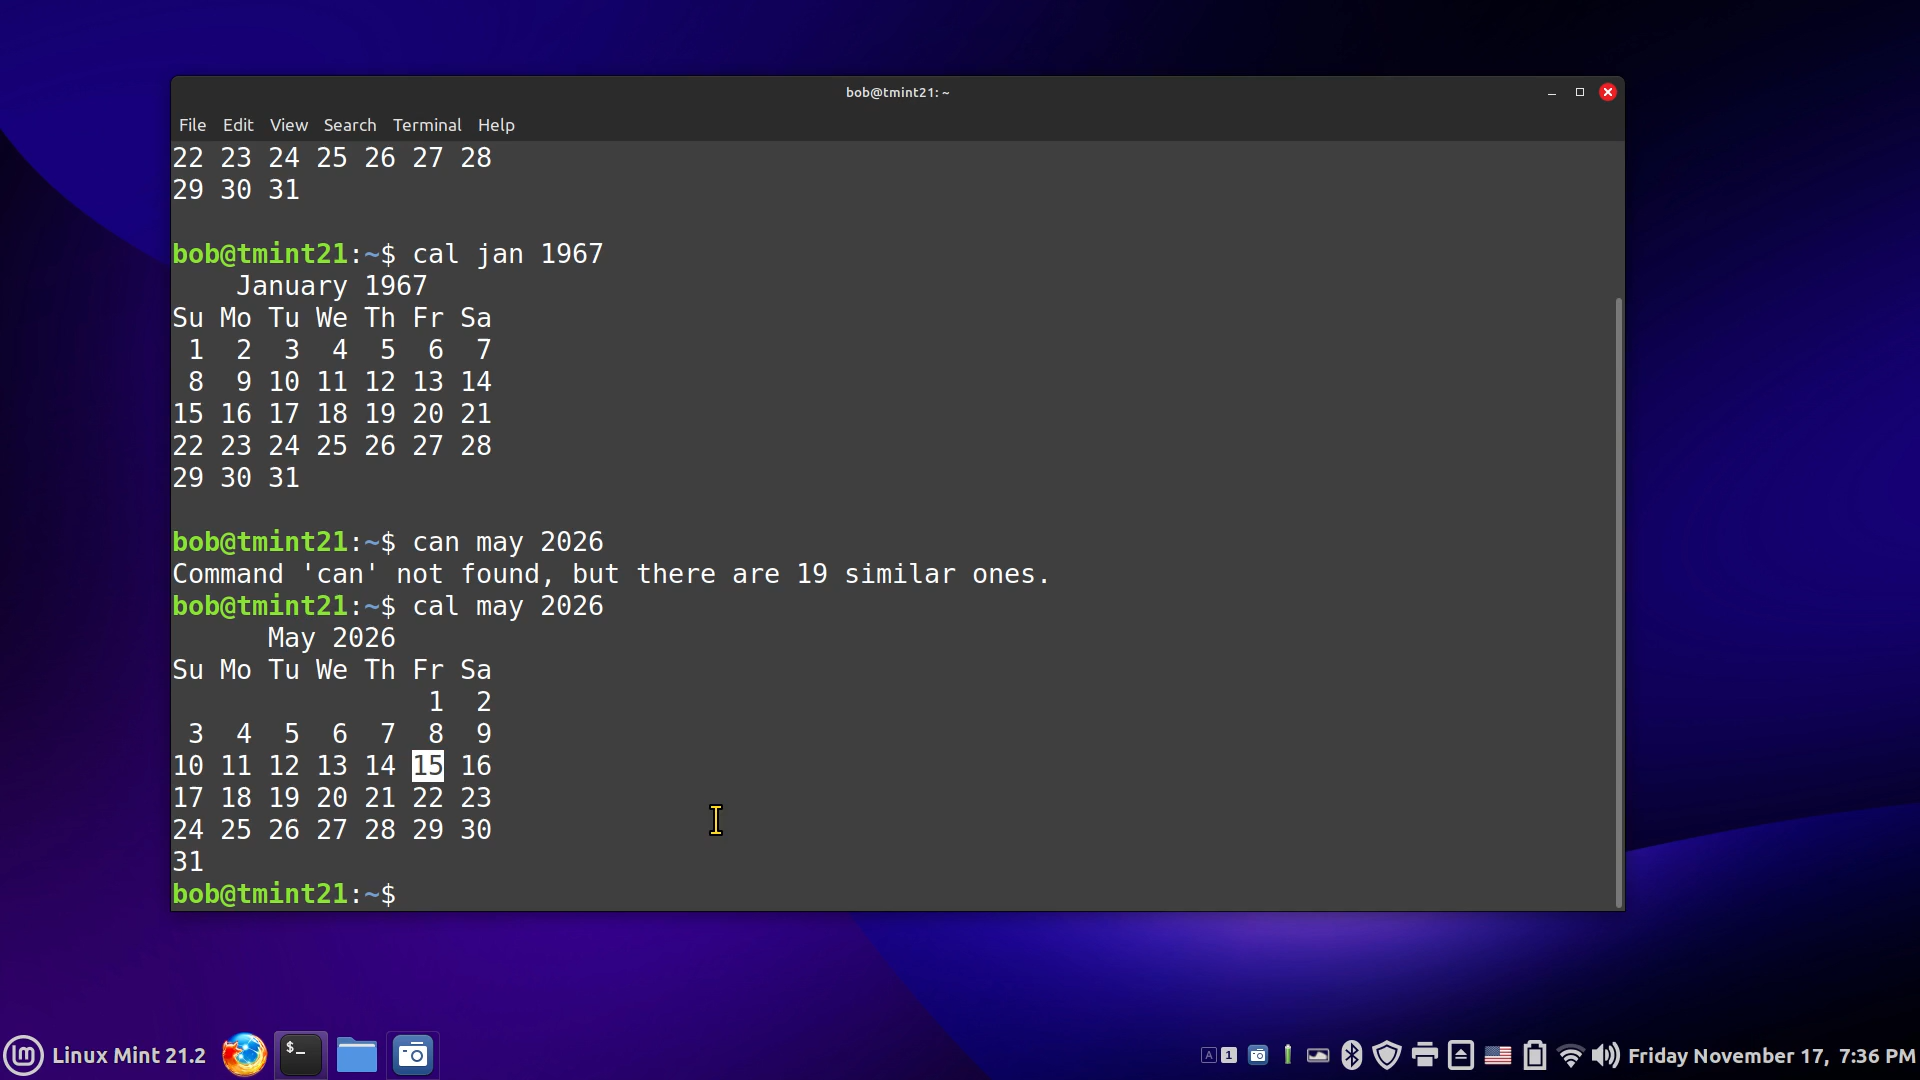 bob@tmint21: ~
File Edit View Search Terminal Help
22 23 24 25 26 27 28
29 30 31
bob@tmint21:~$ cal jan 1967
    January 1967
Su Mo Tu We Th Fr Sa
 1  2  3  4  5  6  7
 8  9 10 11 12 13 14
15 16 17 18 19 20 21
22 23 24 25 26 27 28
29 30 31
bob@tmint21:~$ can may 2026
Command 'can' not found, but there are 19 similar ones.
bob@tmint21:~$ cal may 2026
      May 2026
Su Mo Tu We Th Fr Sa
                1  2
 3  4  5  6  7  8  9
10 11 12 13 14 15 16
17 18 19 20 21 22 23
24 25 26 27 28 29 30
31
bob@tmint21:~$
Linux Mint 21.2 $_ A 1 Friday November 17, 7:36 PM